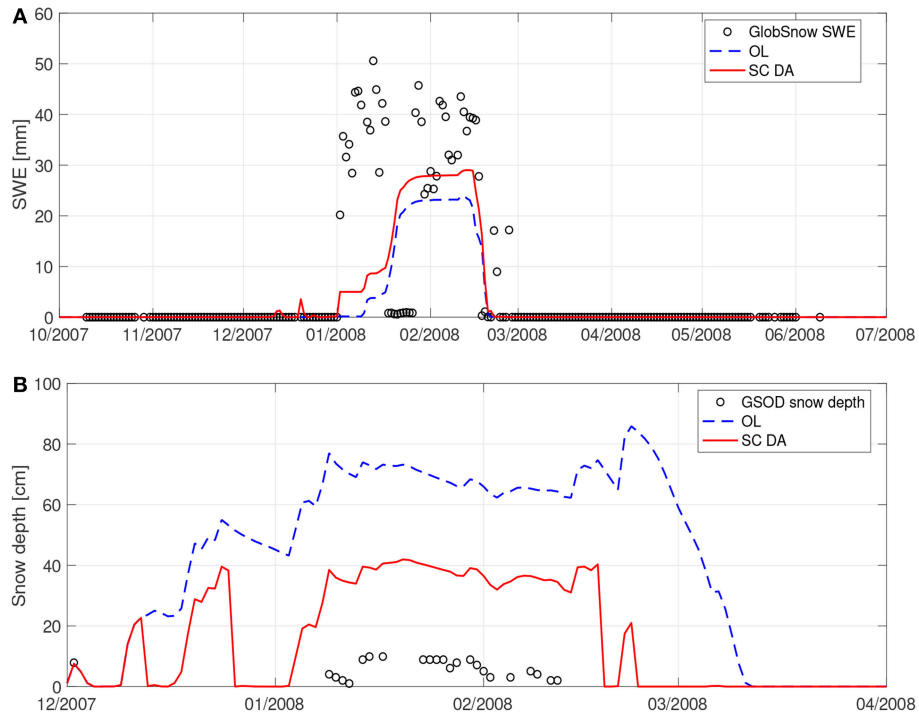 A
60
50
40
30
20
10
0
SWE [mm]
GlobSnow SWE
OL
SC DA
10/2007 11/2007 12/2007 01/2008 02/2008 03/2008 04/2008 05/2008 06/2008 07/2008
B
100
80
60
40
20
0
Snow depth [cm]
GSOD snow depth
OL
SC DA
12/2007 01/2008 02/2008 03/2008 04/2008